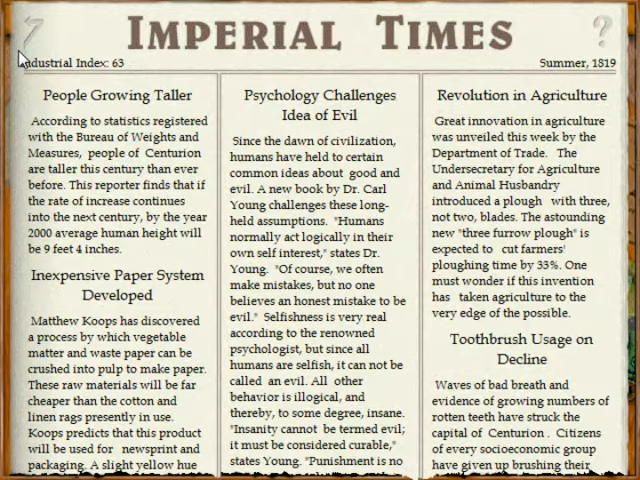 IMPERIAL TIMES
Industrial Index: 63
Summer, 1819
People Growing Taller
According to statistics registered
with the Bureau of Weights and
Measures, people of Centurion
are taller this century than ever
before. This reporter finds that if
the rate of increase continues
into the next century, by the year
2000 average human height will
be 9 feet 4 inches.
Inexpensive Paper System
Developed
Matthew Koops has discovered
a process by which vegetable
matter and waste paper can be
crushed into pulp to make paper.
These raw materials will be far
cheaper than the cotton and
linen rags presently in use.
Koops predicts that this product
will be used for newsprint and
packaging. A slight yellow hue
Psychology Challenges
Idea of Evil
Since the dawn of civilization,
humans have held to certain
common ideas about good and
evil. A new book by Dr. Carl
Young challenges these long-
held assumptions. "Humans
normally act logically in their
own self interest," states Dr.
Young. "Of course, we often
make mistakes, but no one
believes an honest mistake to be
evil." Selfishness is very real
according to the renowned
psychologist, but since all
humans are selfish, it can not be
called an evil. All other
behavior is illogical, and
thereby, to some degree, insane.
"Insanity cannot be termed evil;
it must be considered curable,"
states Young. "Punishment is no
Revolution in Agriculture
Great innovation in agriculture
was unveiled this week by the
Department of Trade. The
Undersecretary for Agriculture
and Animal Husbandry
introduced a plough with three,
not two, blades. The astounding
new "three furrow plough" is
expected to cut farmers'
ploughing time by 33%. One
must wonder if this invention
has taken agriculture to the
very edge of the possible.
Toothbrush Usage on
Decline
Waves of bad breath and
evidence of growing numbers of
rotten teeth have struck the
capital of Centurion . Citizens
of every socioeconomic group
have given up brushing their